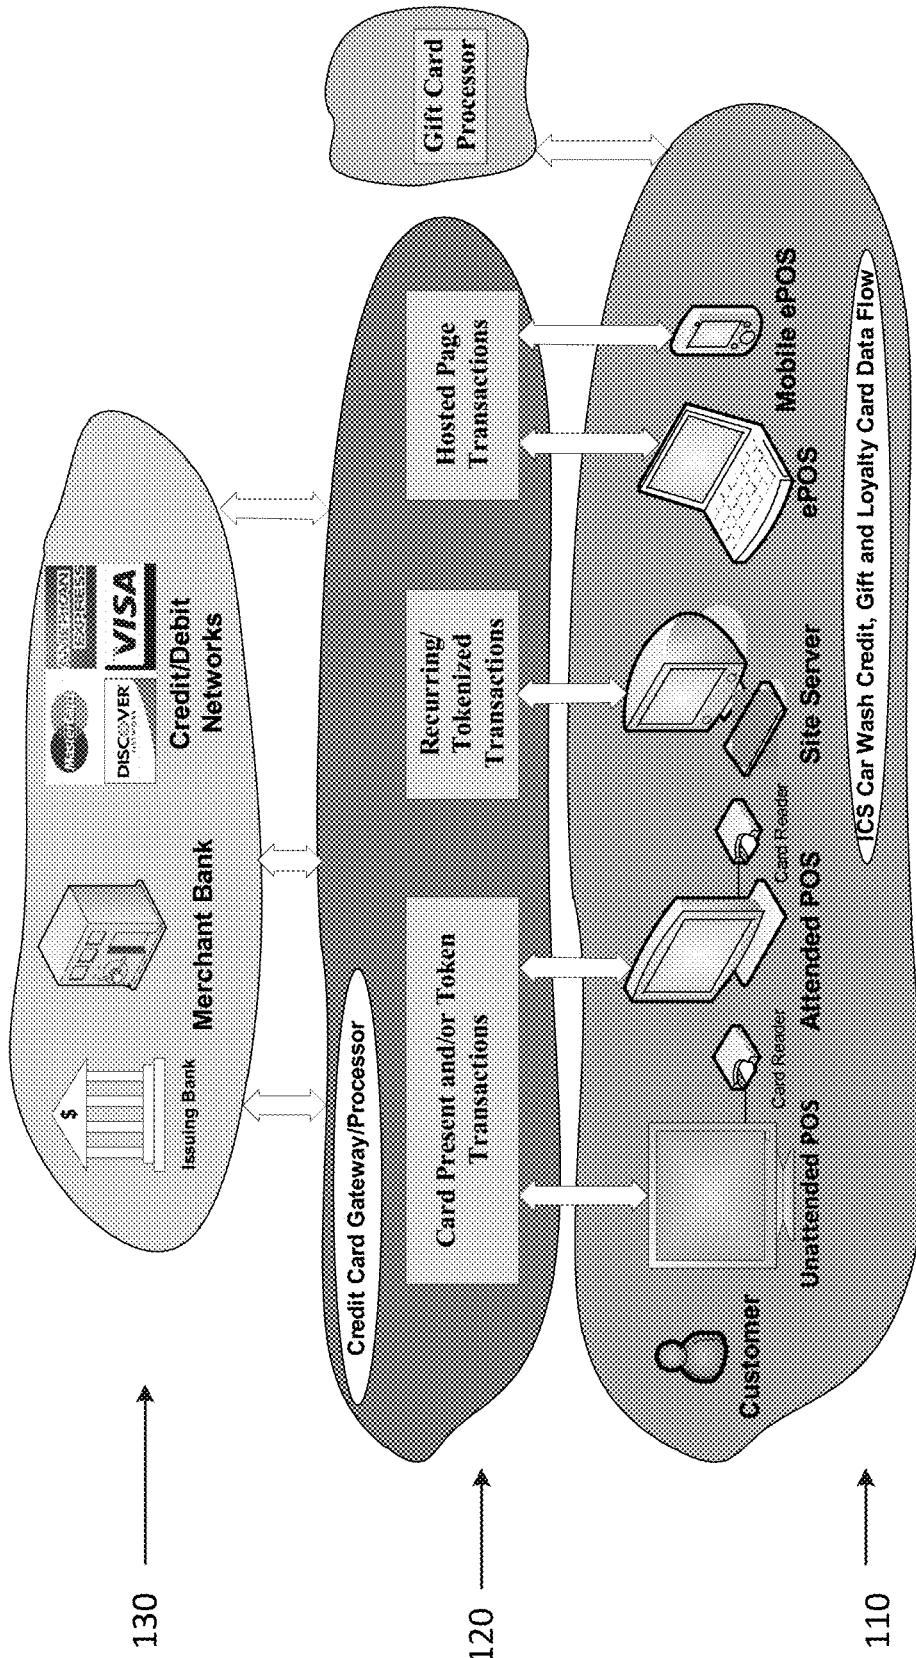 130
$
Issuing Bank
Merchant Bank
AMERICAN
EXPRESS
DISCOVER
VISA
Credit/Debit
Networks
120
Credit Card Gateway/Processor
Card Present and/or Token
Transactions
Recurring/
Tokenized
Transactions
Hosted Page
Transactions
Gift Card
Processor
110
Customer
Unattended POS
Card Reader
Attended POS
Card Reader
Site Server
ePOS
Mobile ePOS
ICS Car Wash Credit, Gift and Loyalty Card Data Flow